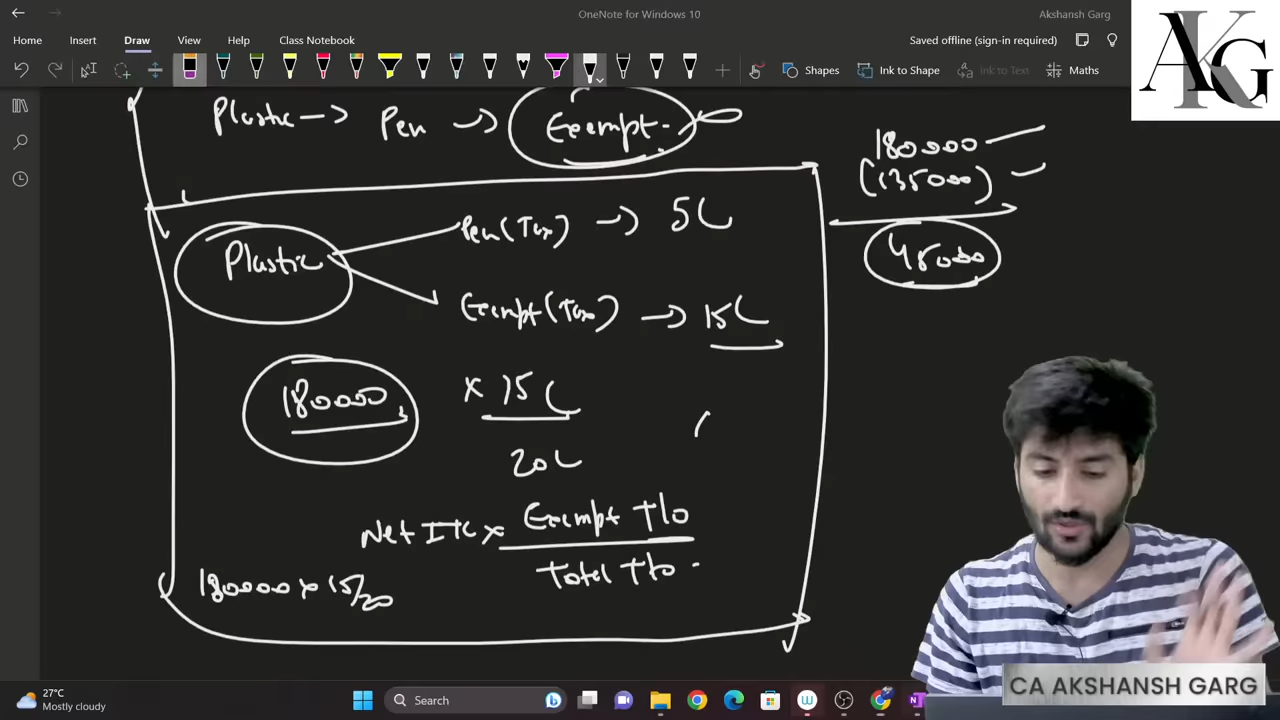 OneNote for Windows 10
Akshansh Garg
Home Insert Draw View Help Class Notebook
Saved offline (sign-in required)
Shapes Ink to Shape Ink to Text Maths
AKG
Plastic -> Pen -> Exempt.
180000
(135000)
45000
Plastic
Pen (Tax) -> 5L
Exempt (Tax) -> 15L
180000 x 15L
20L
Net ITC x Exempt T/o
Total T/o
180000 x 15/20
CA AKSHANSH GARG
27°C
Mostly cloudy
Search